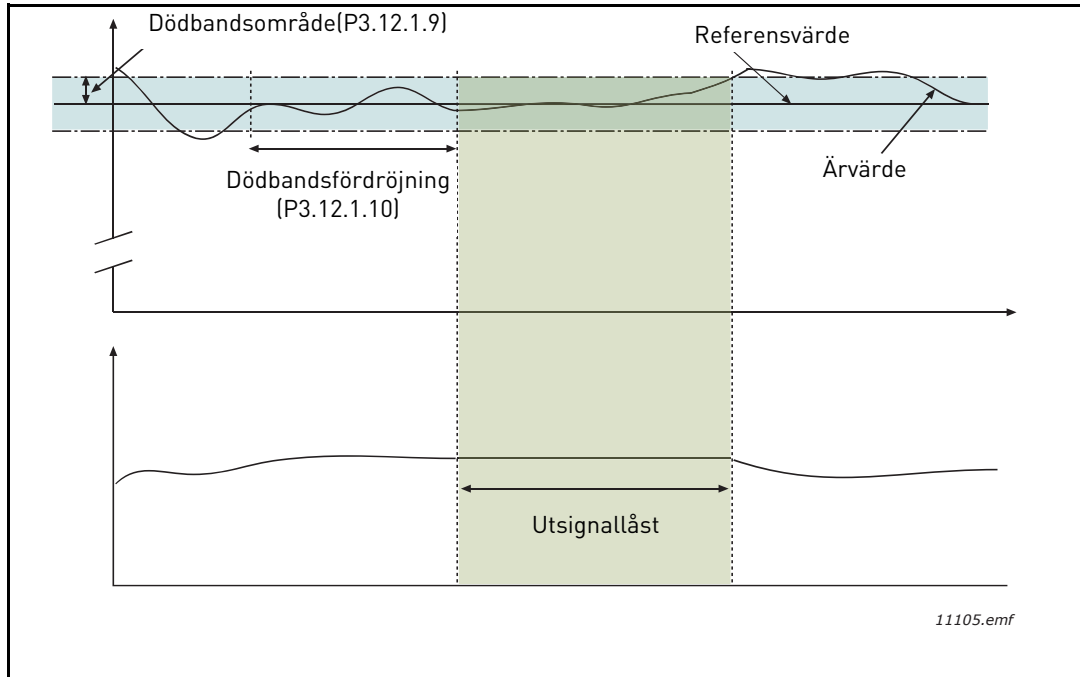 Dödbandsområde(P3.12.1.9)
Referensvärde
Ärvärde
Dödbandsfördröjning
(P3.12.1.10)
Utsignallåst
11105.emf